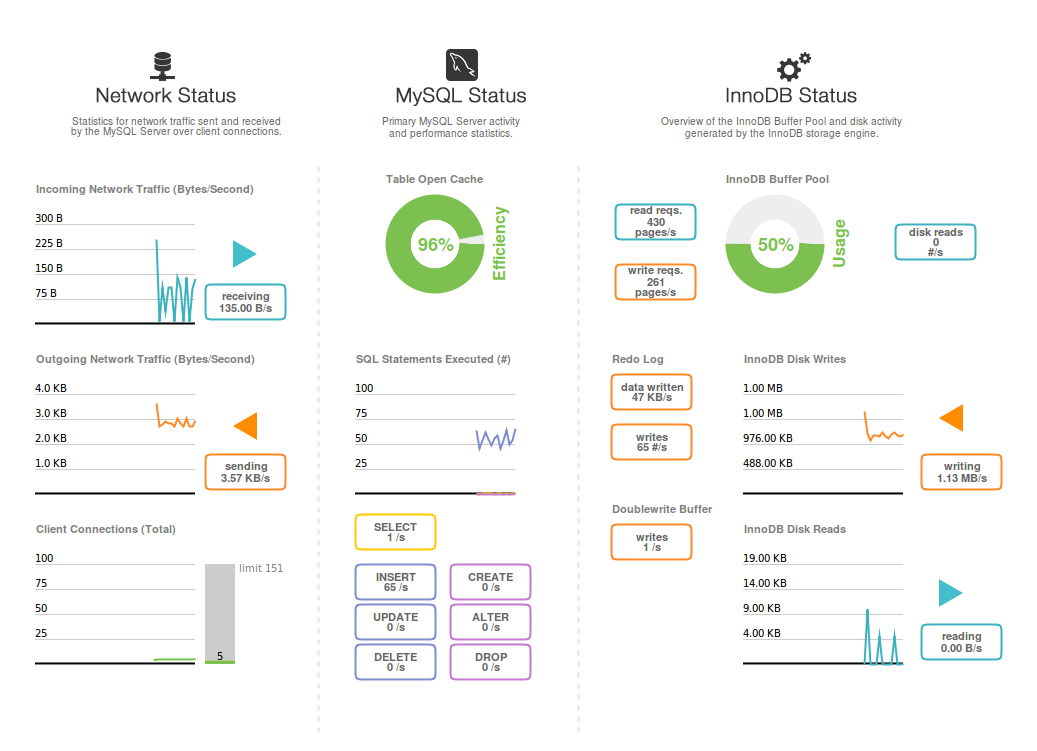 Network Status
Statistics for network traffic sent and received
by the MySQL Server over client connections.
Incoming Network Traffic (Bytes/Second)
300 B
225 B
150 B
75 B
receiving
135.00 B/s
Outgoing Network Traffic (Bytes/Second)
4.0 KB
3.0 KB
2.0 KB
1.0 KB
sending
3.57 KB/s
Client Connections (Total)
100
75
50
25
limit 151
5
MySQL Status
Primary MySQL Server activity
and performance statistics.
Table Open Cache
96%
Efficiency
SQL Statements Executed (#)
100
75
50
25
SELECT
1 /s
INSERT
65 /s
CREATE
0 /s
UPDATE
0 /s
ALTER
0 /s
DELETE
0 /s
DROP
0 /s
InnoDB Status
Overview of the InnoDB Buffer Pool and disk activity
generated by the InnoDB storage engine.
InnoDB Buffer Pool
read reqs.
430
pages/s
write reqs.
261
pages/s
50%
Usage
disk reads
0
#/s
Redo Log
data written
47 KB/s
writes
65 #/s
Doublewrite Buffer
writes
1 /s
InnoDB Disk Writes
1.00 MB
1.00 MB
976.00 KB
488.00 KB
writing
1.13 MB/s
InnoDB Disk Reads
19.00 KB
14.00 KB
9.00 KB
4.00 KB
reading
0.00 B/s